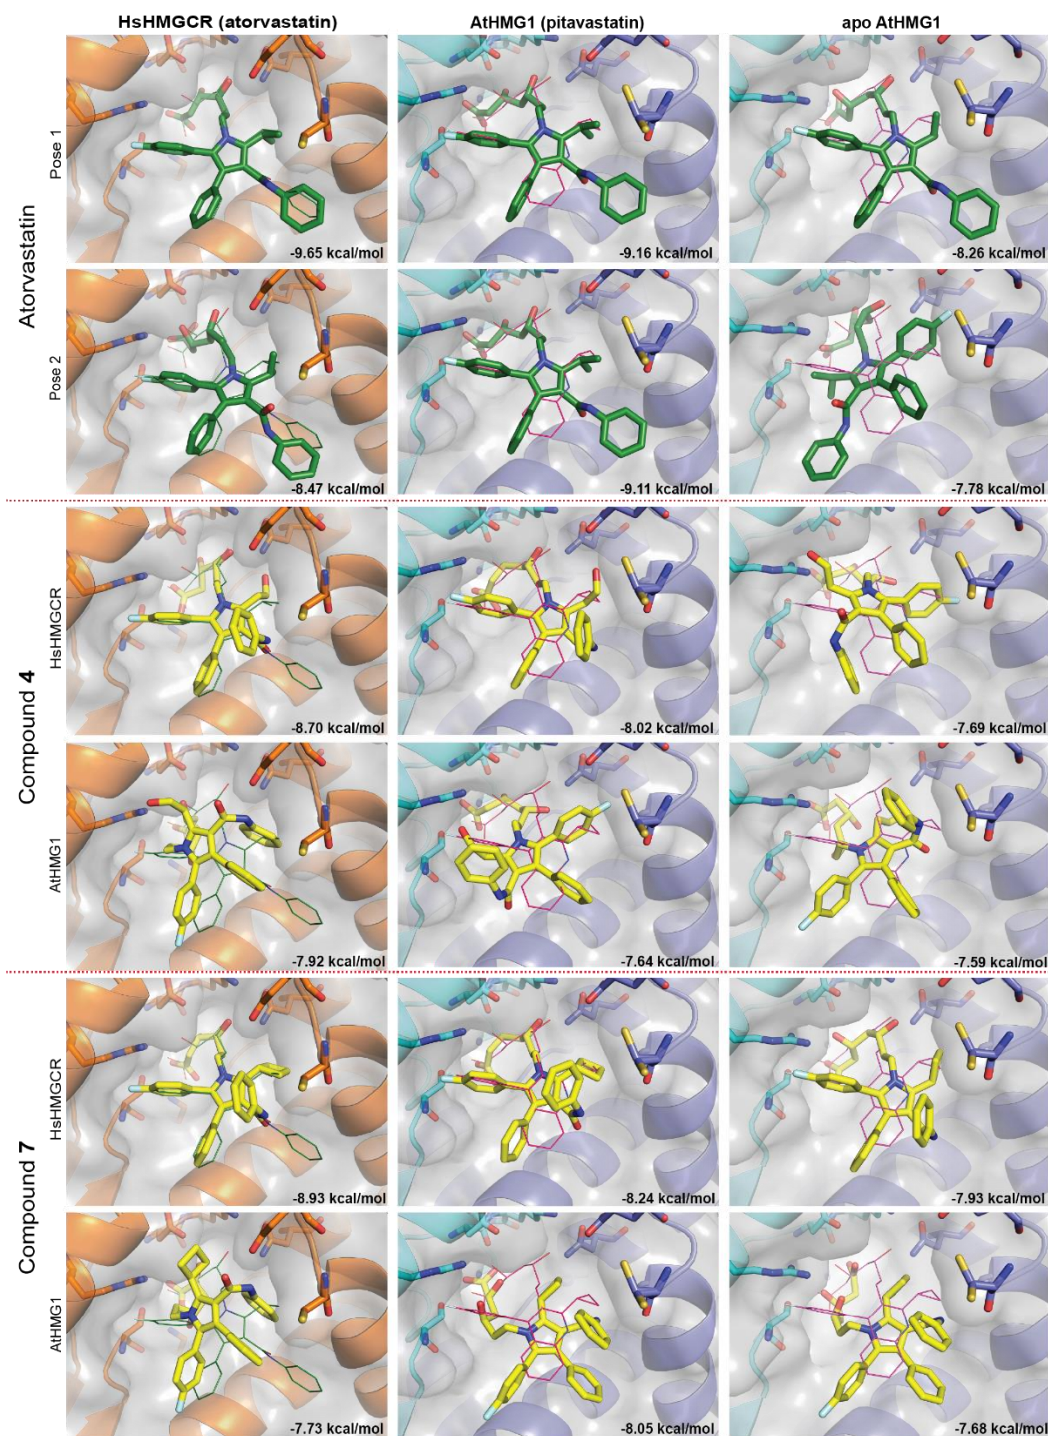 HsHMGCR (atorvastatin) AtHMG1 (pitavastatin) apo AtHMG1
Atorvastatin
Pose 1
-9.65 kcal/mol -9.16 kcal/mol -8.26 kcal/mol
Pose 2
-8.47 kcal/mol -9.11 kcal/mol -7.78 kcal/mol
Compound 4
HsHMGCR
-8.70 kcal/mol -8.02 kcal/mol -7.69 kcal/mol
AtHMG1
-7.92 kcal/mol -7.64 kcal/mol -7.59 kcal/mol
Compound 7
HsHMGCR
-8.93 kcal/mol -8.24 kcal/mol -7.93 kcal/mol
AtHMG1
-7.73 kcal/mol -8.05 kcal/mol -7.68 kcal/mol